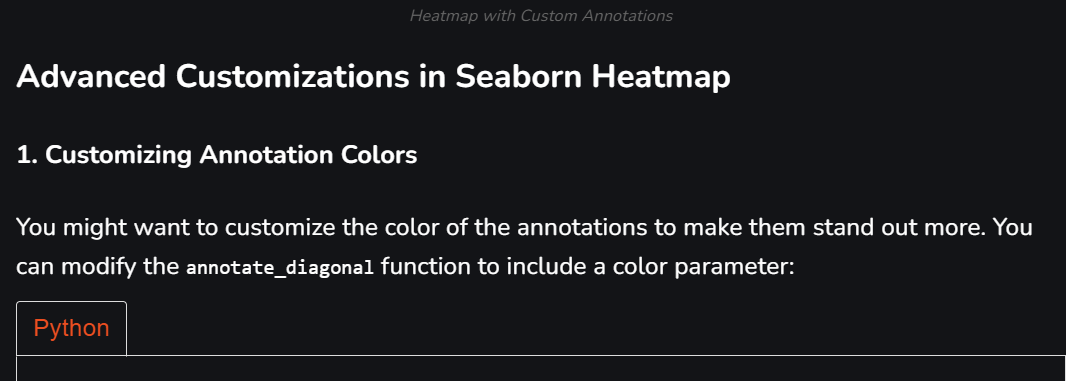 Heatmap with Custom Annotations
Advanced Customizations in Seaborn Heatmap
1. Customizing Annotation Colors
You might want to customize the color of the annotations to make them stand out more. You
can modify the annotate_diagonal function to include a color parameter:
Python